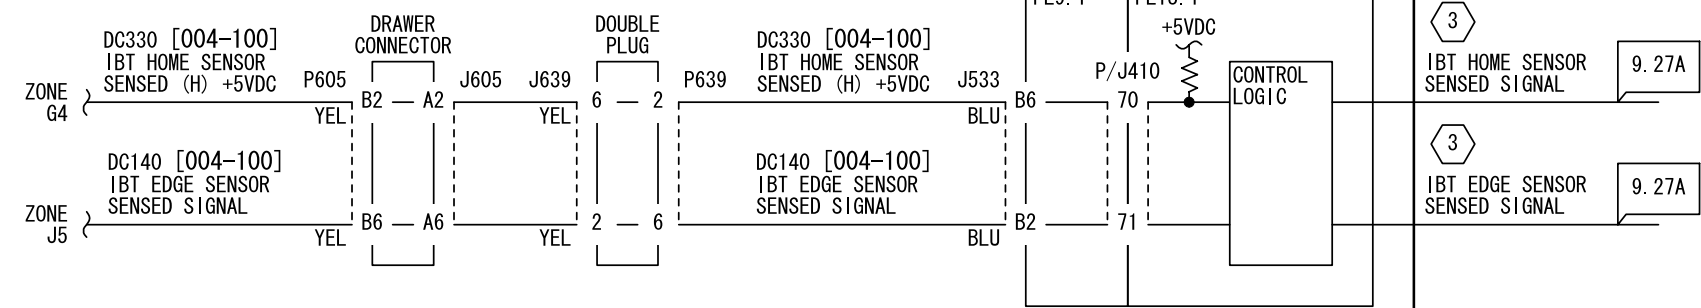 DC330 [004-100]
IBT HOME SENSOR
SENSED (H) +5VDC
DRAWER
CONNECTOR
DOUBLE
PLUG
DC330 [004-100]
IBT HOME SENSOR
SENSED (H) +5VDC
+5VDC
3
IBT HOME SENSOR
SENSED SIGNAL
9.27A
ZONE
G4
P605
J605
J639
P639
J533
P/J410
YEL
B2 — A2
YEL
6 — 2
BLU
B6
70
CONTROL
LOGIC
DC140 [004-100]
IBT EDGE SENSOR
SENSED SIGNAL
DC140 [004-100]
IBT EDGE SENSOR
SENSED SIGNAL
3
IBT EDGE SENSOR
SENSED SIGNAL
9.27A
ZONE
J5
YEL
B6 — A6
YEL
2 — 6
BLU
B2
71